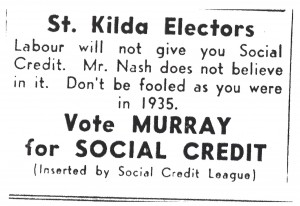 St. Kilda Electors
Labour will not give you Social
Credit. Mr. Nash does not believe
in it. Don't be fooled as you were
in 1935.
Vote MURRAY
for SOCIAL CREDIT
(Inserted by Social Credit League)